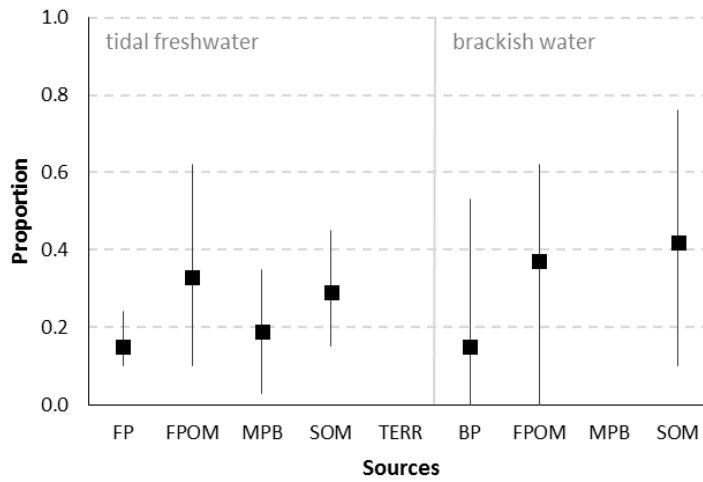 tidal freshwater brackish water
1.0
0.8
0.6
0.4
0.2
0.0
Proportion
FP FPOM MPB SOM TERR BP FPOM MPB SOM
Sources